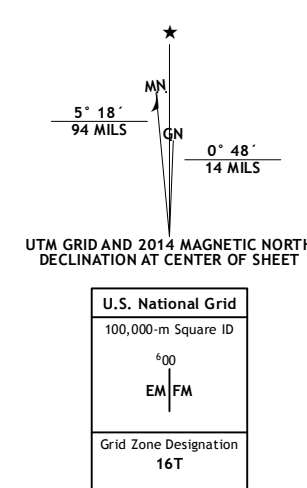 ★
MN
GN
5° 18´
94 MILS
0° 48´
14 MILS
UTM GRID AND 2014 MAGNETIC NORTH
DECLINATION AT CENTER OF SHEET
U.S. National Grid
100,000-m Square ID
⁶00
EM FM
Grid Zone Designation
16T